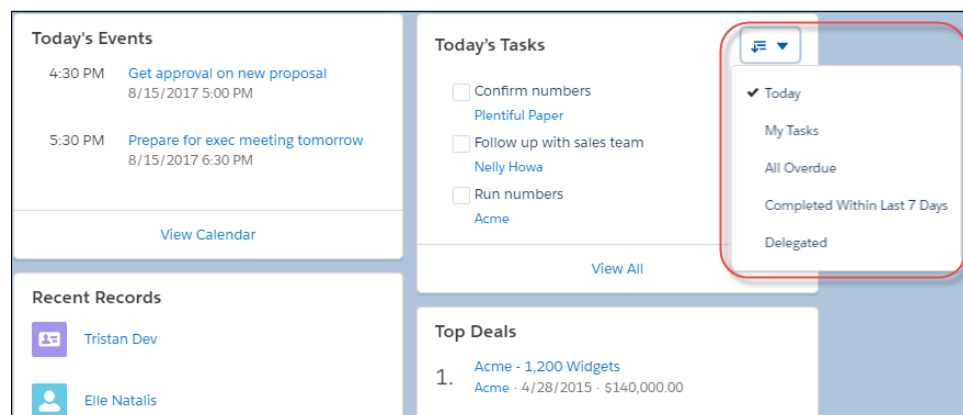 Today's Events
4:30 PM Get approval on new proposal
8/15/2017 5:00 PM
5:30 PM Prepare for exec meeting tomorrow
8/15/2017 6:30 PM
View Calendar
Recent Records
Tristan Dev
Elle Natalis
Today's Tasks
Confirm numbers
Plentiful Paper
Follow up with sales team
Nelly Howa
Run numbers
Acme
View All
Today
My Tasks
All Overdue
Completed Within Last 7 Days
Delegated
Top Deals
1. Acme - 1,200 Widgets
Acme · 4/28/2015 · $140,000.00